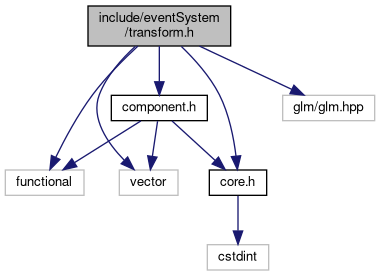 include/eventSystem
/transform.h
component.h
glm/glm.hpp
functional
vector
core.h
cstdint